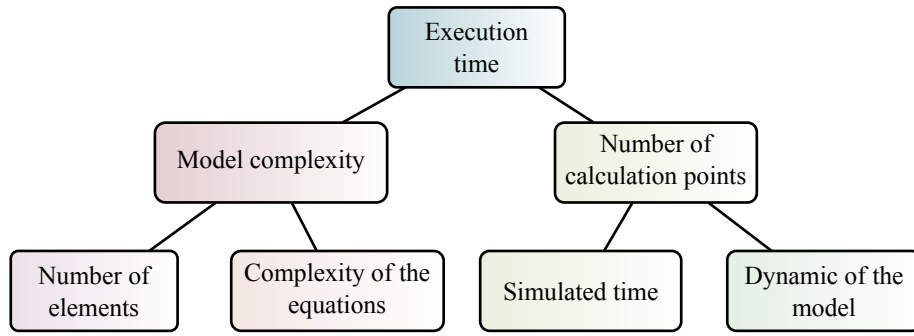 Execution
time
Model complexity
Number of
calculation points
Number of
elements
Complexity of the
equations
Simulated time
Dynamic of the
model